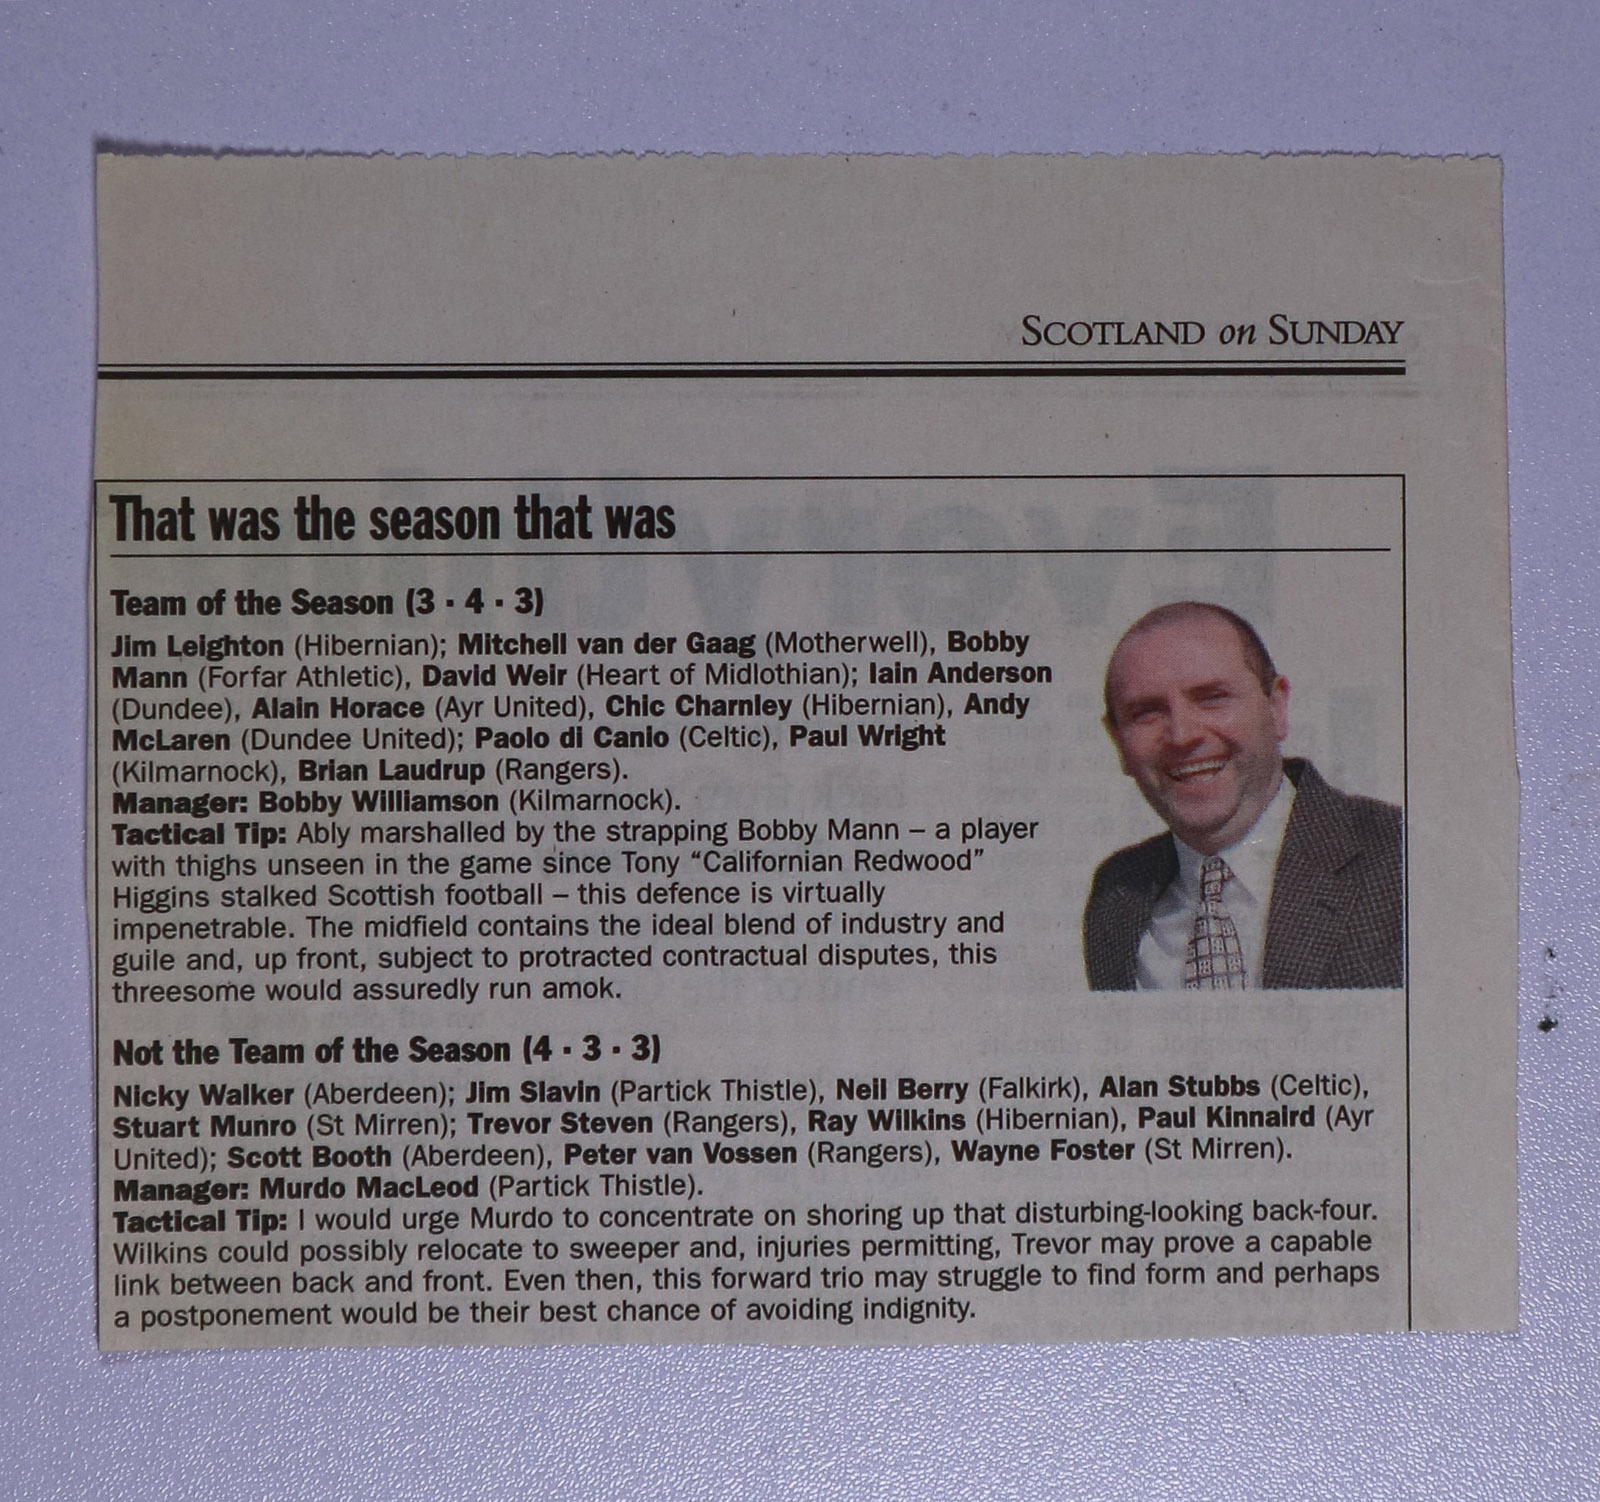 SCOTLAND on SUNDAY
That was the season that was
Team of the Season (3 · 4 · 3)
Jim Leighton (Hibernian); Mitchell van der Gaag (Motherwell), Bobby
Mann (Forfar Athletic), David Weir (Heart of Midlothian); Iain Anderson
(Dundee), Alain Horace (Ayr United), Chic Charnley (Hibernian), Andy
McLaren (Dundee United); Paolo di Canio (Celtic), Paul Wright
(Kilmarnock), Brian Laudrup (Rangers).
Manager: Bobby Williamson (Kilmarnock).
Tactical Tip: Ably marshalled by the strapping Bobby Mann – a player
with thighs unseen in the game since Tony “Californian Redwood”
Higgins stalked Scottish football – this defence is virtually
impenetrable. The midfield contains the ideal blend of industry and
guile and, up front, subject to protracted contractual disputes, this
threesome would assuredly run amok.
Not the Team of the Season (4 · 3 · 3)
Nicky Walker (Aberdeen); Jim Slavin (Partick Thistle), Neil Berry (Falkirk), Alan Stubbs (Celtic),
Stuart Munro (St Mirren); Trevor Steven (Rangers), Ray Wilkins (Hibernian), Paul Kinnaird (Ayr
United); Scott Booth (Aberdeen), Peter van Vossen (Rangers), Wayne Foster (St Mirren).
Manager: Murdo MacLeod (Partick Thistle).
Tactical Tip: I would urge Murdo to concentrate on shoring up that disturbing-looking back-four.
Wilkins could possibly relocate to sweeper and, injuries permitting, Trevor may prove a capable
link between back and front. Even then, this forward trio may struggle to find form and perhaps
a postponement would be their best chance of avoiding indignity.